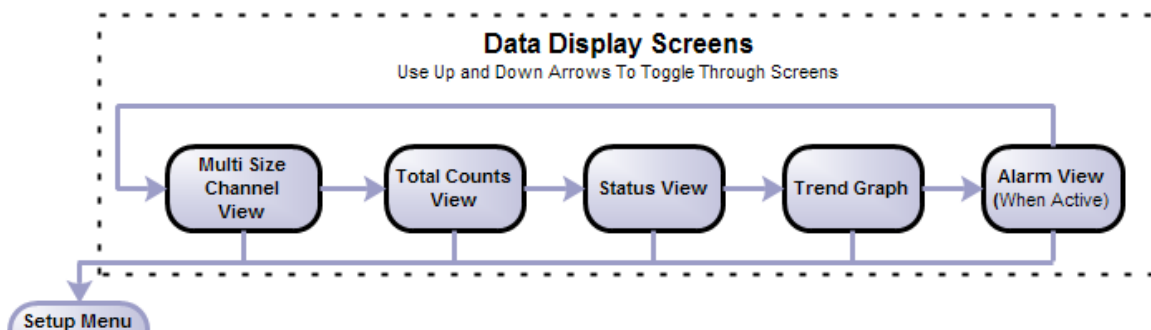 Data Display Screens
Use Up and Down Arrows To Toggle Through Screens
Multi Size
Channel
View
Total Counts
View
Status View
Trend Graph
Alarm View
(When Active)
Setup Menu